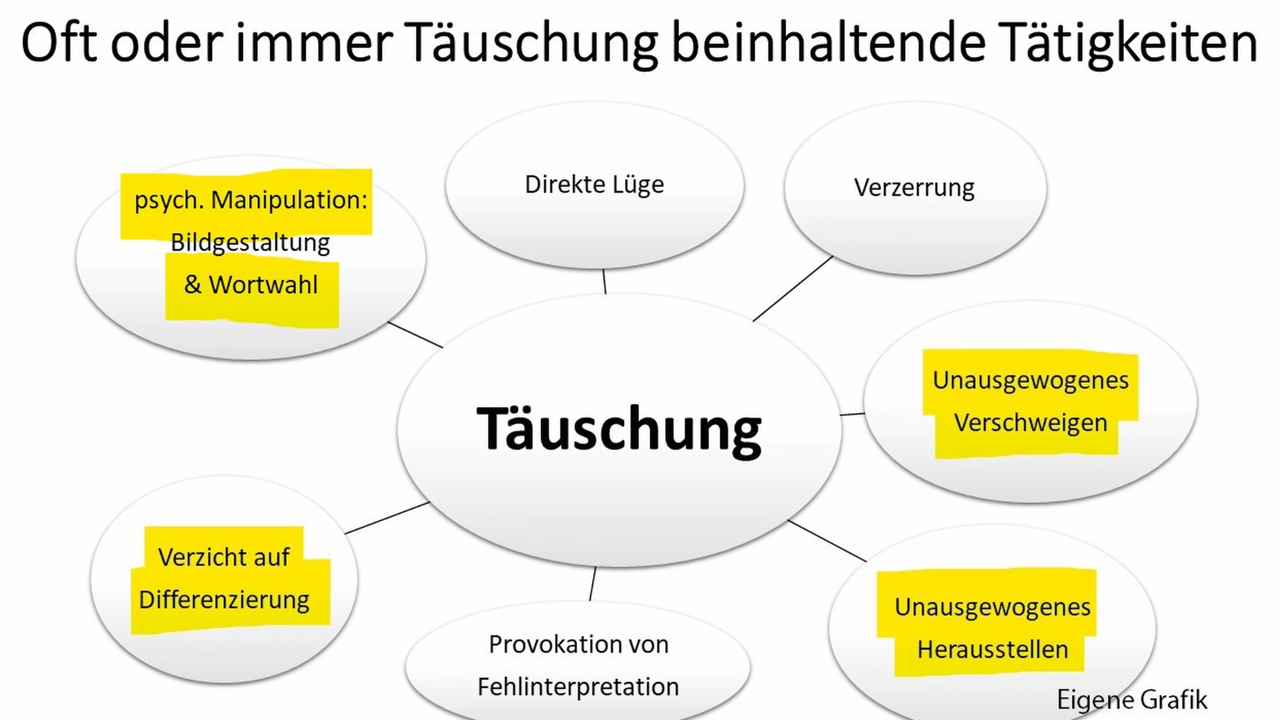 Oft oder immer Täuschung beinhaltende Tätigkeiten
psych. Manipulation:
Bildgestaltung
& Wortwahl
Direkte Lüge
Verzerrung
Täuschung
Unausgewogenes
Verschweigen
Verzicht auf
Differenzierung
Provokation von
Fehlinterpretation
Unausgewogenes
Herausstellen
Eigene Grafik